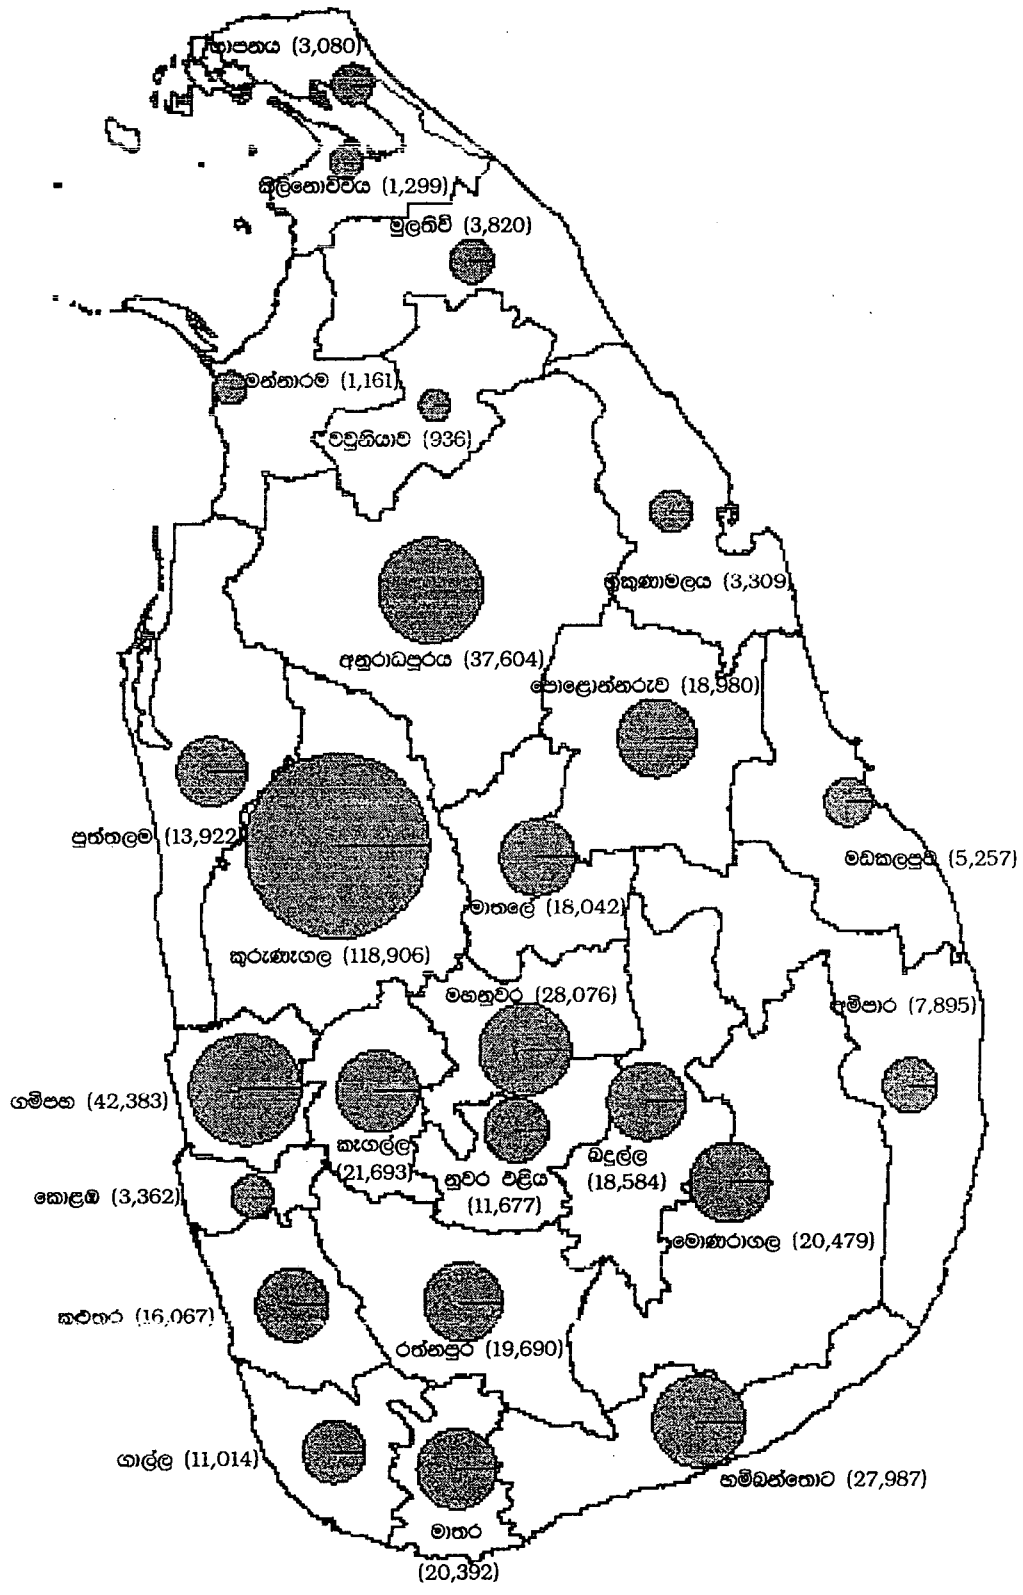 යාපනය (3,080)
කිලිනොච්චිය (1,299)
මුලතිව් (3,820)
මන්නාරම (1,161)
වවුනියාව (936)
ත්‍රිකුණාමලය (3,309)
අනුරාධපුරය (37,604)
පොළොන්නරුව (18,980)
පුත්තලම (13,922)
මඩකලපුව (5,257)
මාතලේ (18,042)
කුරුණෑගල (118,906)
මහනුවර (28,076)
අම්පාර (7,895)
ගම්පහ (42,383)
කෑගල්ල
(21,693)
නුවර එළිය
(11,677)
බදුල්ල
(18,584)
කොළඹ (3,362)
මොණරාගල (20,479)
කළුතර (16,067)
රත්නපුර (19,690)
ගාල්ල (11,014)
හම්බන්තොට (27,987)
මාතර
(20,392)